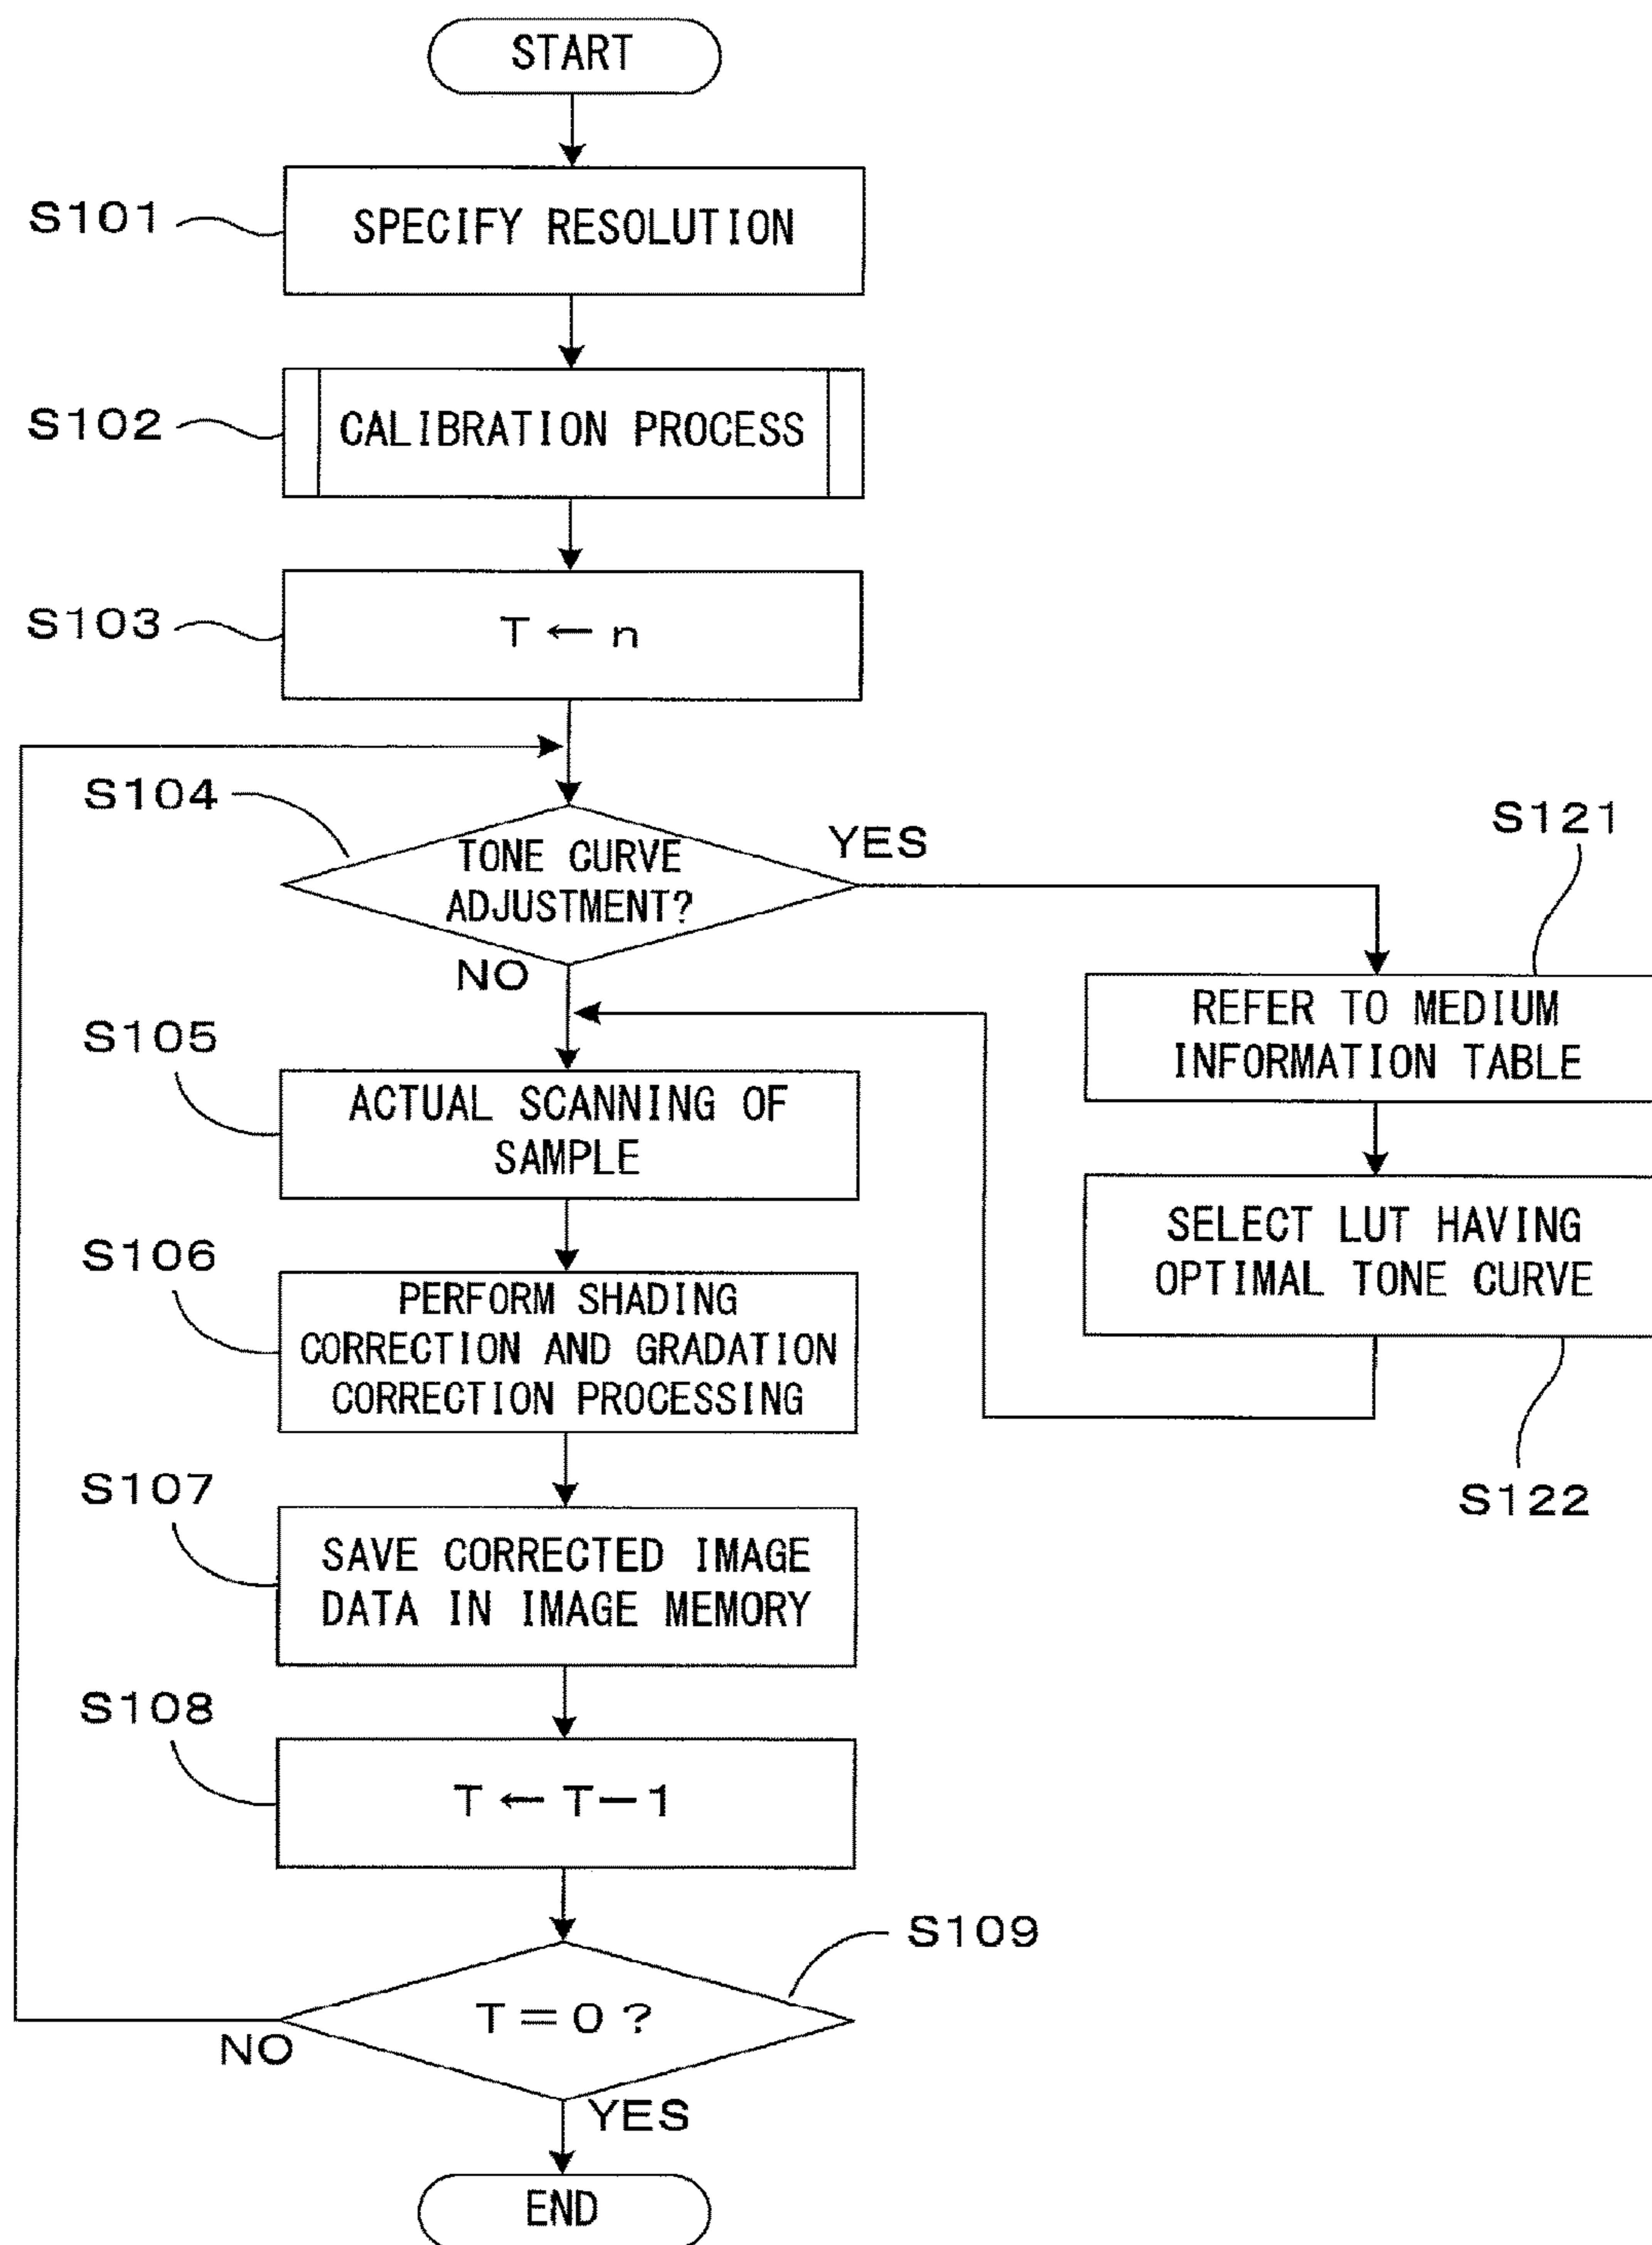 START
S101
SPECIFY RESOLUTION
S102
CALIBRATION PROCESS
S103
T ← n
S104
TONE CURVE
ADJUSTMENT?
YES
NO
S121
REFER TO MEDIUM
INFORMATION TABLE
S105
ACTUAL SCANNING OF
SAMPLE
SELECT LUT HAVING
OPTIMAL TONE CURVE
S122
S106
PERFORM SHADING
CORRECTION AND GRADATION
CORRECTION PROCESSING
S107
SAVE CORRECTED IMAGE
DATA IN IMAGE MEMORY
S108
T ← T−1
S109
T=0?
NO
YES
END